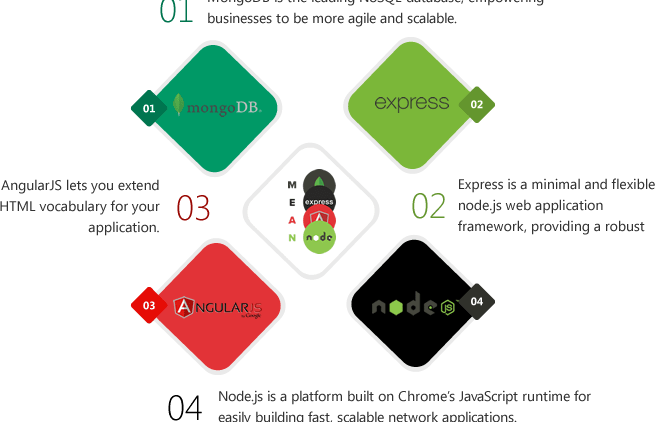 01
MongoDB is the leading NoSQL database, empowering
businesses to be more agile and scalable.
01
mongoDB
express
02
AngularJS lets you extend
HTML vocabulary for your
application.
03
M
E express
A
N node
02
Express is a minimal and flexible
node.js web application
framework, providing a robust
03
ANGULARJS
by Google
node
JS
04
04
Node.js is a platform built on Chrome's JavaScript runtime for
easily building fast, scalable network applications.